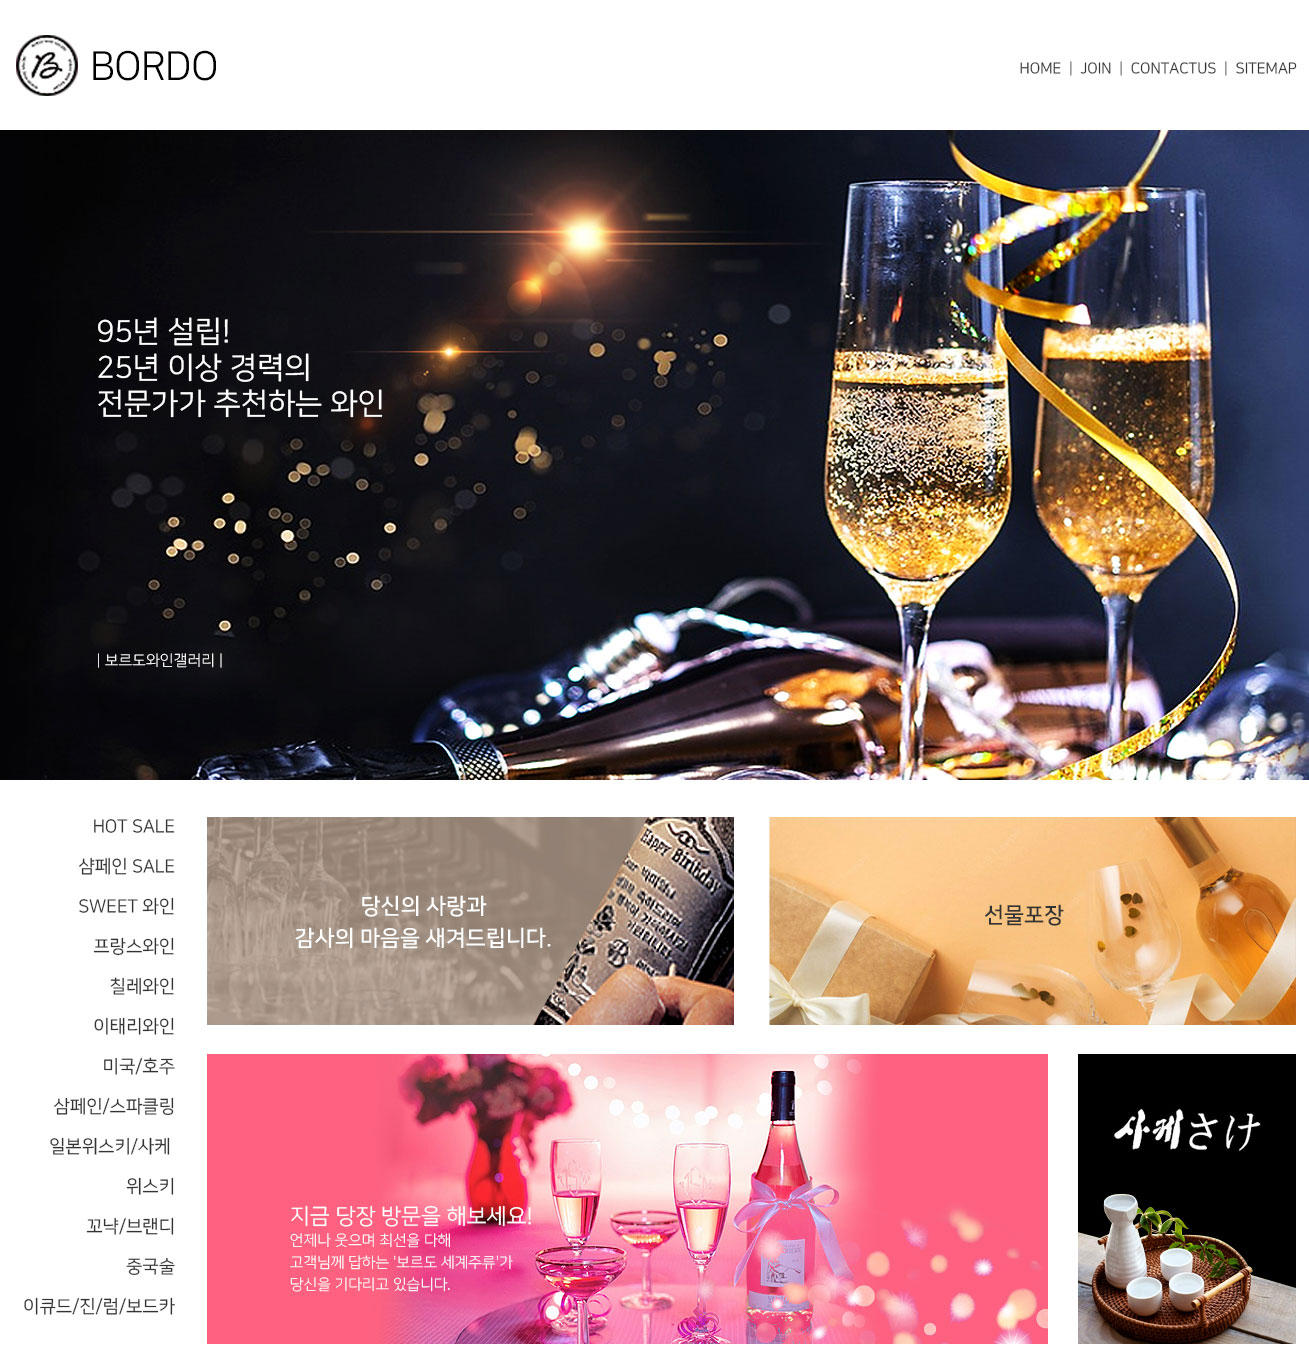 BORDO
HOME | JOIN | CONTACTUS | SITEMAP
95년 설립!
25년 이상 경력의
전문가가 추천하는 와인
| 보르도와인갤러리 |
HOT SALE
샴페인 SALE
SWEET 와인
프랑스와인
칠레와인
이태리와인
미국/호주
삼페인/스파클링
일본위스키/사케
위스키
꼬냑/브랜디
중국술
이큐드/진/럼/보드카
당신의 사랑과
감사의 마음을 새겨드립니다.
Happy Birthday
선물포장
지금 당장 방문을 해보세요!
언제나 웃으며 최선을 다해
고객님께 답하는 '보르도 세계주류'가
당신을 기다리고 있습니다.
사케さけ